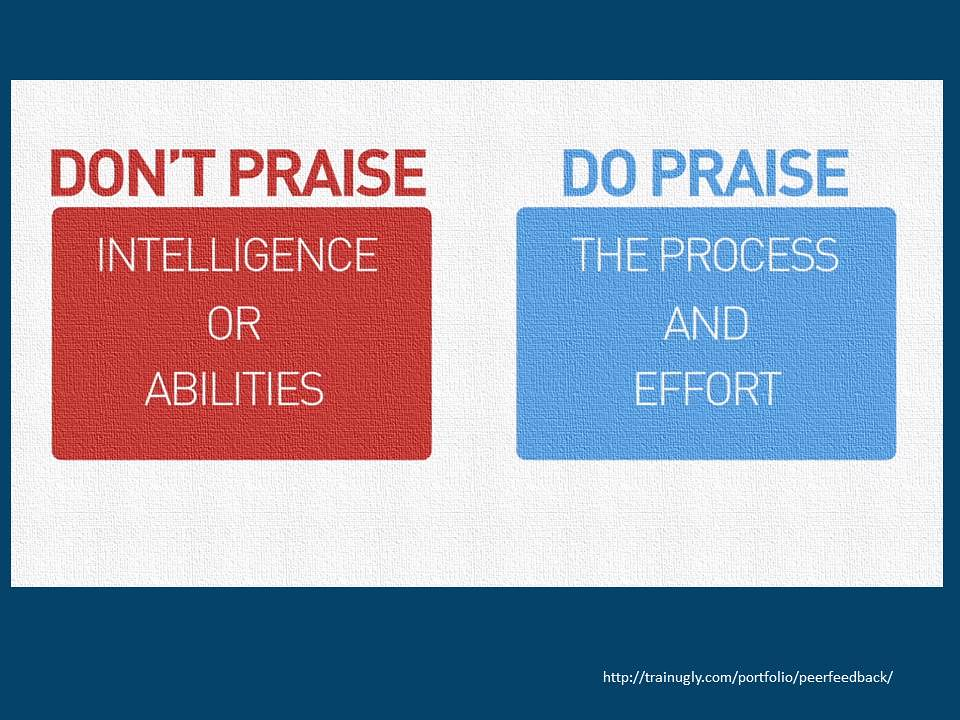 DON'T PRAISE
INTELLIGENCE
OR
ABILITIES
DO PRAISE
THE PROCESS
AND
EFFORT
http://trainugly.com/portfolio/peerfeedback/